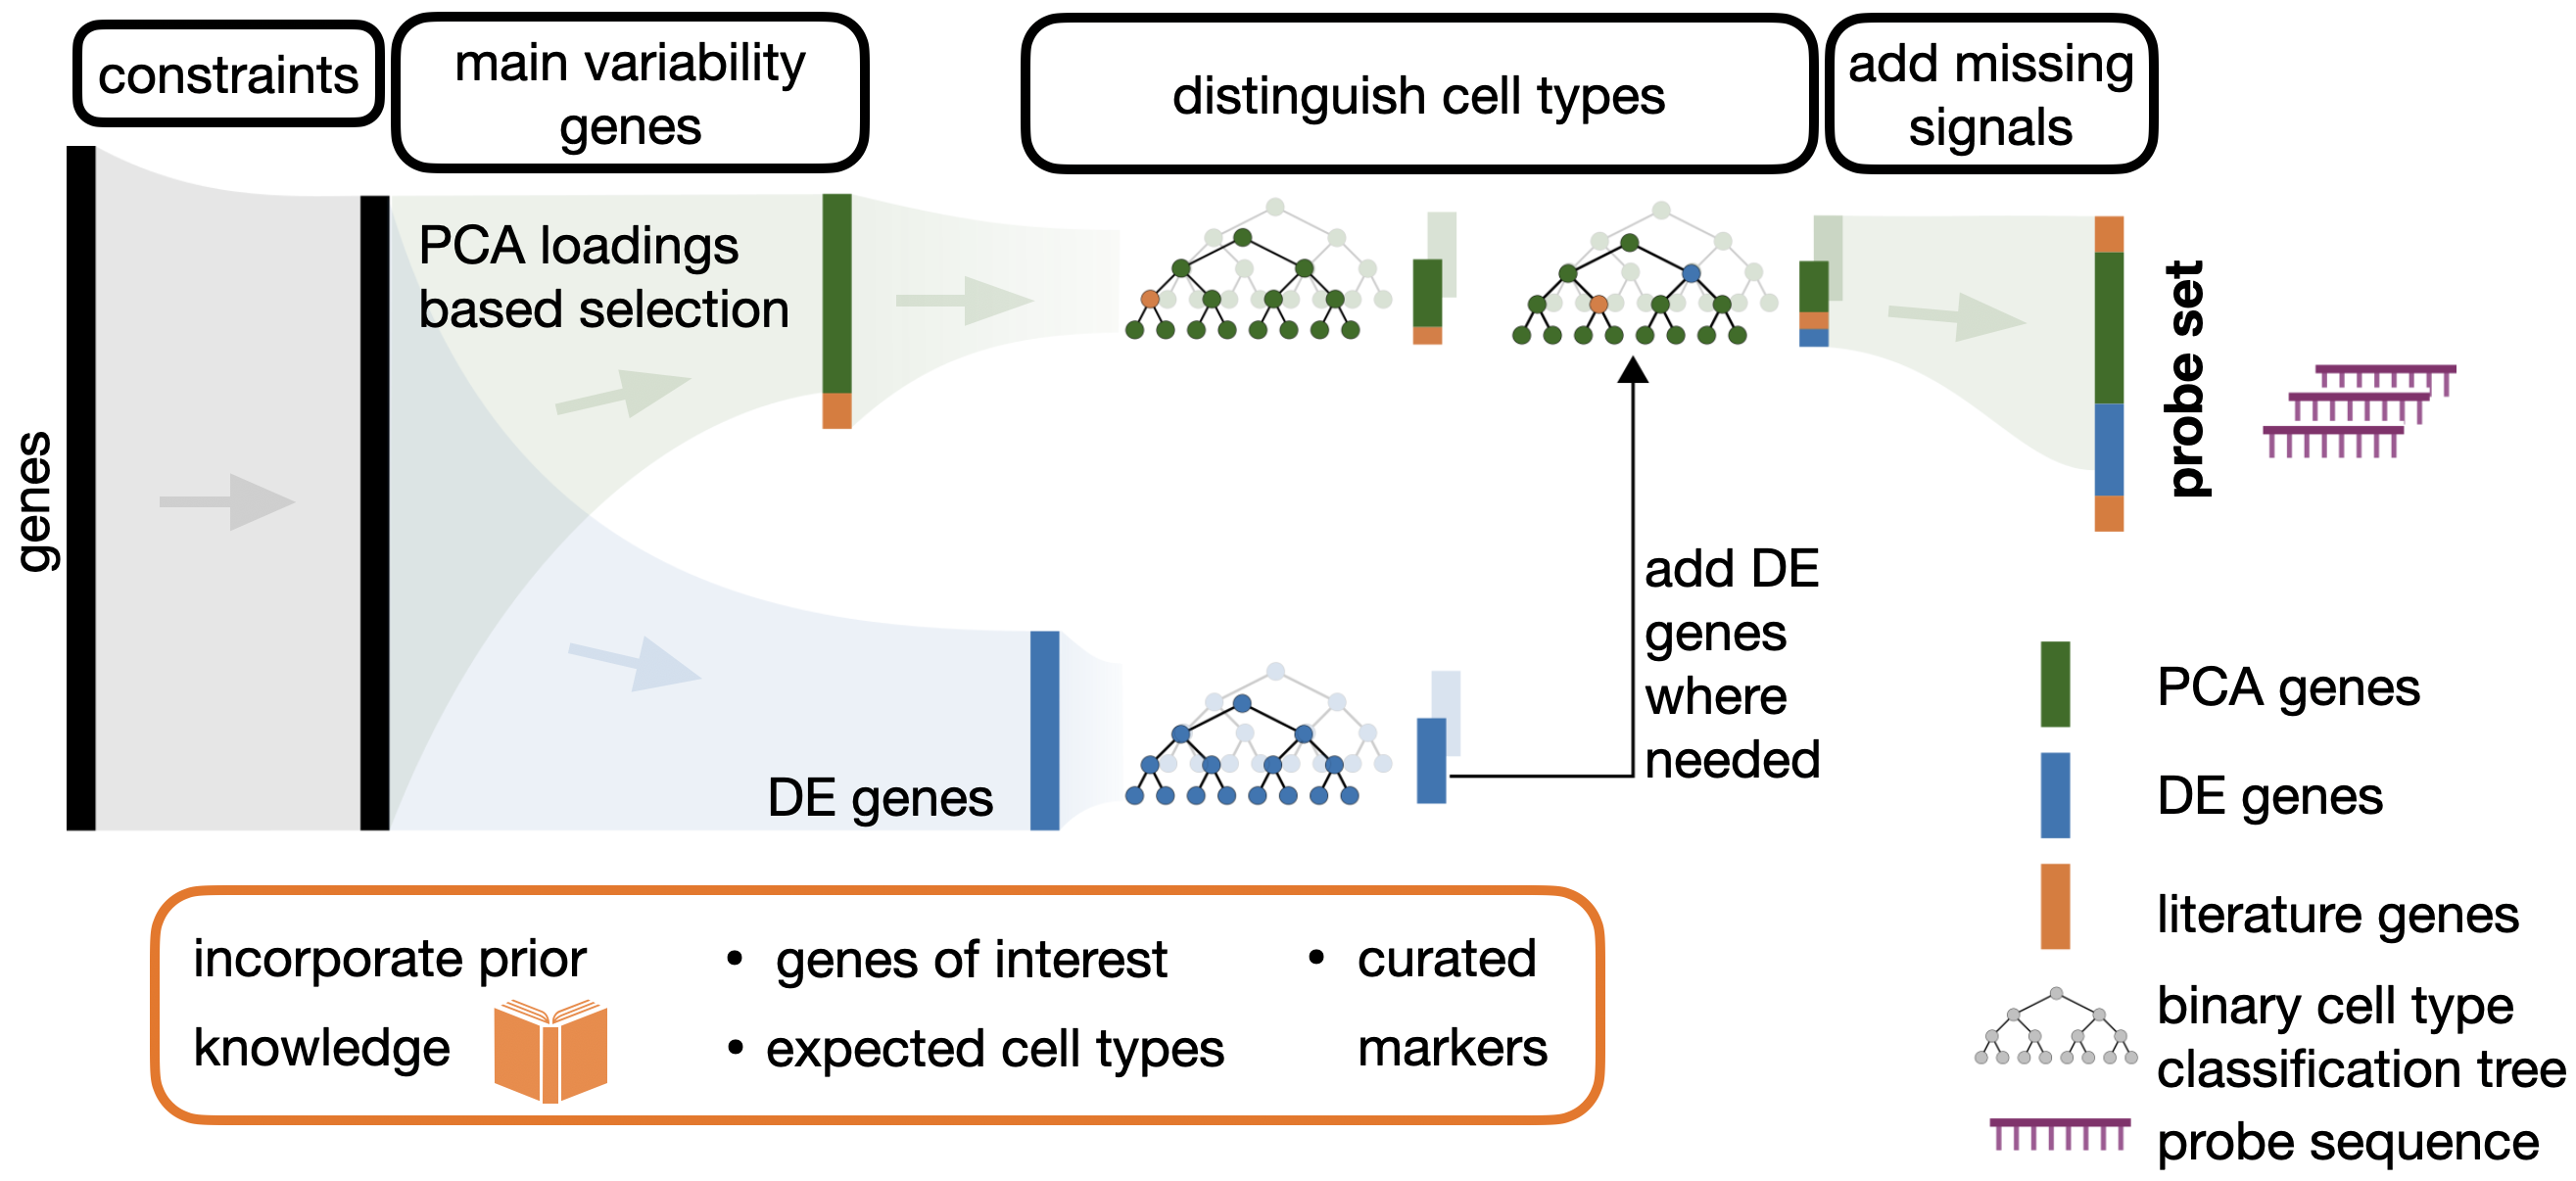 constraints
main variability
genes
distinguish cell types
add missing
signals
genes
PCA loadings
based selection
DE genes
add DE
genes
where
needed
probe set
PCA genes
DE genes
literature genes
binary cell type
classification tree
probe sequence
incorporate prior
knowledge
• genes of interest
• expected cell types
• curated
markers